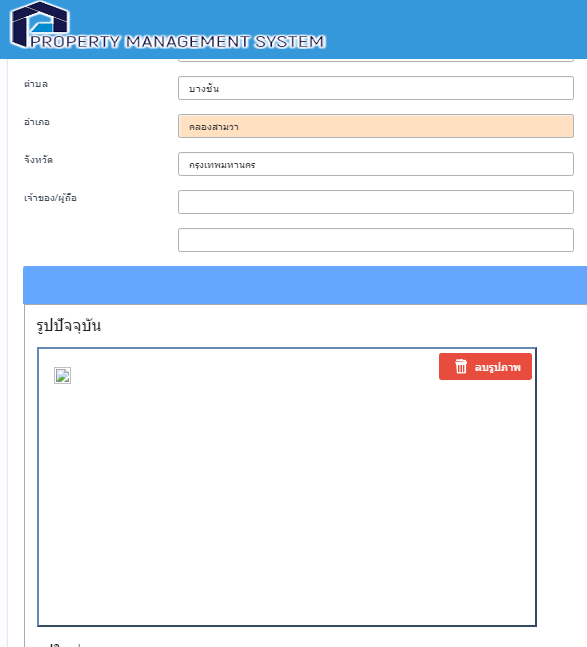 PROPERTY MANAGEMENT SYSTEM
ตำบล
บางชัน
อำเภอ
คลองสามวา
จังหวัด
กรุงเทพมหานคร
เจ้าของ/ผู้ถือ
รูปปัจจุบัน
ลบรูปภาพ